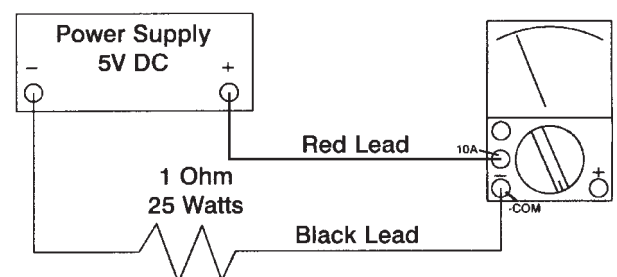 Power Supply
5V DC
− +
Red Lead
10A
+
−
-COM
1 Ohm
25 Watts
Black Lead